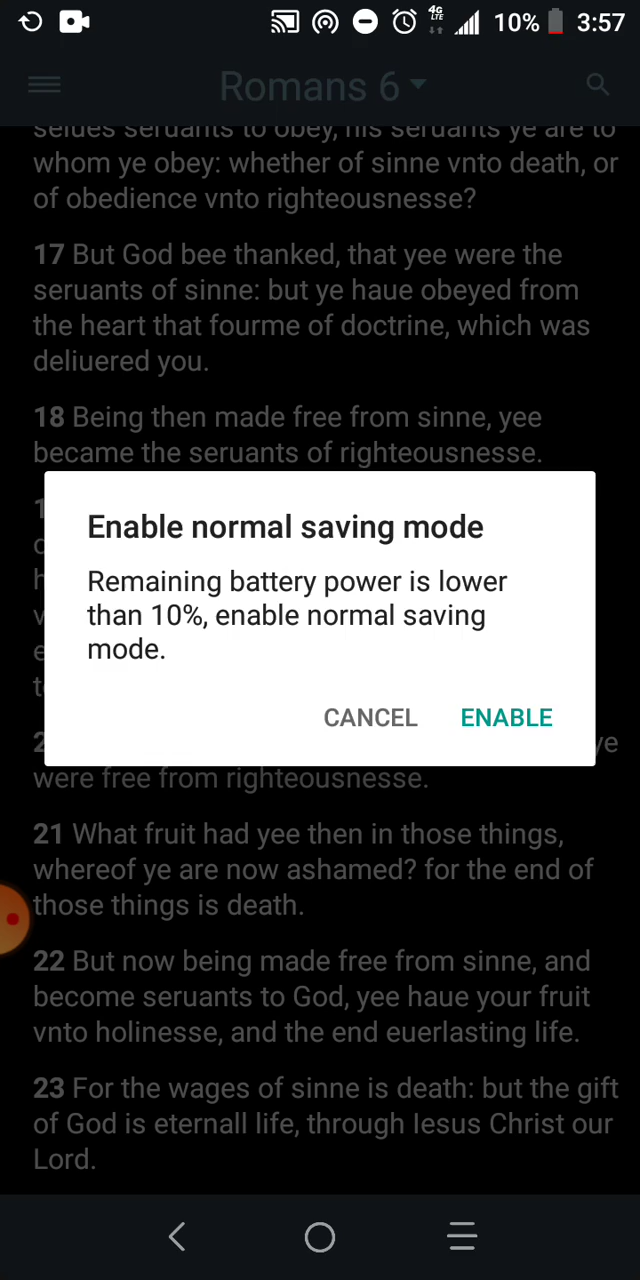 4G
LTE
10%
3:57
Romans 6
selues seruants to obey, his seruants ye are to
whom ye obey: whether of sinne vnto death, or
of obedience vnto righteousnesse?
17 But God bee thanked, that yee were the
seruants of sinne: but ye haue obeyed from
the heart that fourme of doctrine, which was
deliuered you.
18 Being then made free from sinne, yee
became the seruants of righteousnesse.
Enable normal saving mode
Remaining battery power is lower
than 10%, enable normal saving
mode.
CANCEL ENABLE
ye
were free from righteousnesse.
21 What fruit had yee then in those things,
whereof ye are now ashamed? for the end of
those things is death.
22 But now being made free from sinne, and
become seruants to God, yee haue your fruit
vnto holinesse, and the end euerlasting life.
23 For the wages of sinne is death: but the gift
of God is eternall life, through Iesus Christ our
Lord.